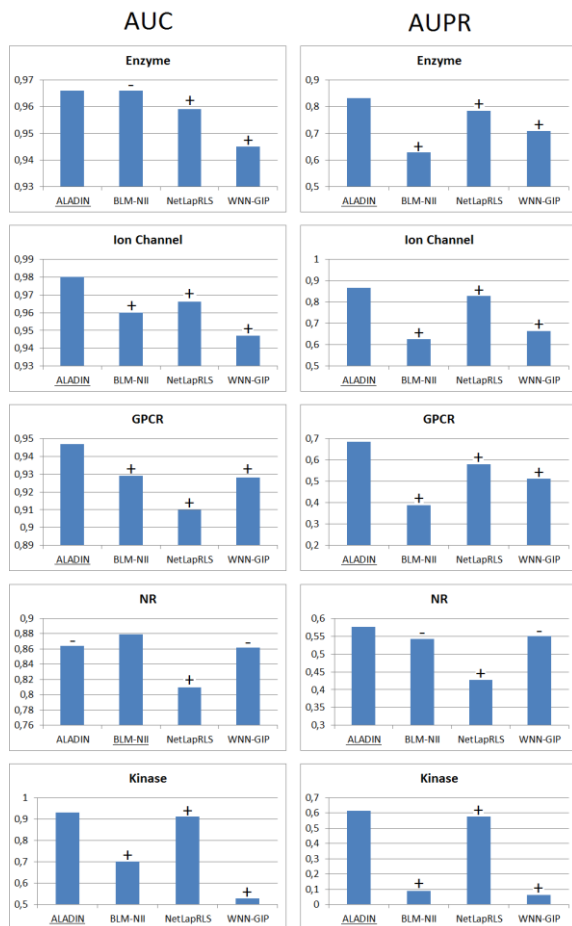 AUC AUPR
Enzyme
0,97
0,96
0,95
0,94
0,93
- + +
ALADIN BLM-NII NetLapRLS WNN-GIP
Enzyme
0,9
0,8
0,7
0,6
0,5
+ + +
ALADIN BLM-NII NetLapRLS WNN-GIP
Ion Channel
0,99
0,98
0,97
0,96
0,95
0,94
0,93
+ + +
ALADIN BLM-NII NetLapRLS WNN-GIP
Ion Channel
1
0,9
0,8
0,7
0,6
0,5
+ + +
ALADIN BLM-NII NetLapRLS WNN-GIP
GPCR
0,95
0,93
0,91
0,9
0,89
+ + +
ALADIN BLM-NII NetLapRLS WNN-GIP
GPCR
0,7
0,6
0,5
0,4
0,3
0,2
+ + +
ALADIN BLM-NII NetLapRLS WNN-GIP
NR
0,9
0,88
0,86
0,84
0,82
0,8
0,78
0,76
- + -
ALADIN BLM-NII NetLapRLS WNN-GIP
NR
0,6
0,55
0,5
0,45
0,4
0,35
0,3
- + -
ALADIN BLM-NII NetLapRLS WNN-GIP
Kinase
1
0,9
0,8
0,7
0,6
0,5
+ + +
ALADIN BLM-NII NetLapRLS WNN-GIP
Kinase
0,7
0,6
0,5
0,4
0,3
0,2
0,1
0
+ + +
ALADIN BLM-NII NetLapRLS WNN-GIP